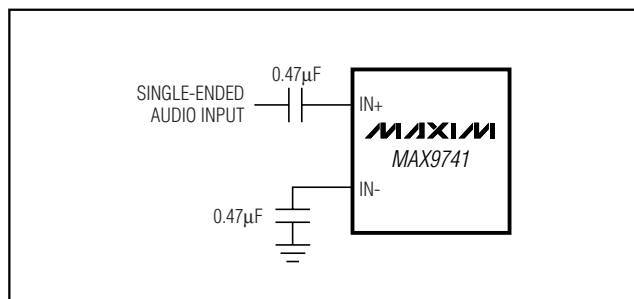 0.47μF
SINGLE-ENDED
AUDIO INPUT
IN+
MAXIM
MAX9741
IN-
0.47μF